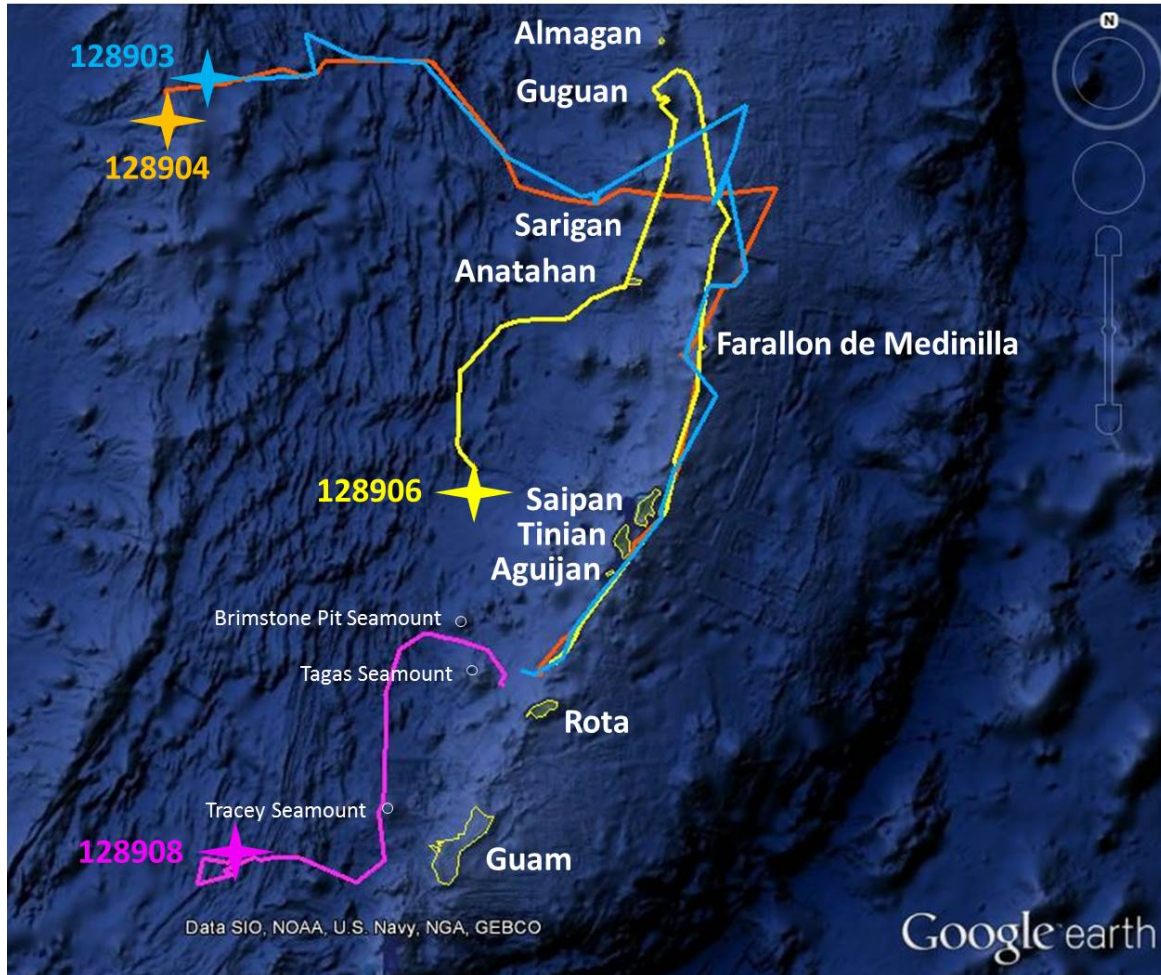 N
Almagan
128903
Guguan
128904
Sarigan
Anatahan
Farallon de Medinilla
128906
Saipan
Tinian
Aguijan
Brimstone Pit Seamount
Tagas Seamount
Rota
Tracey Seamount
128908
Guam
Data SIO, NOAA, U.S. Navy, NGA, GEBCO
Google earth